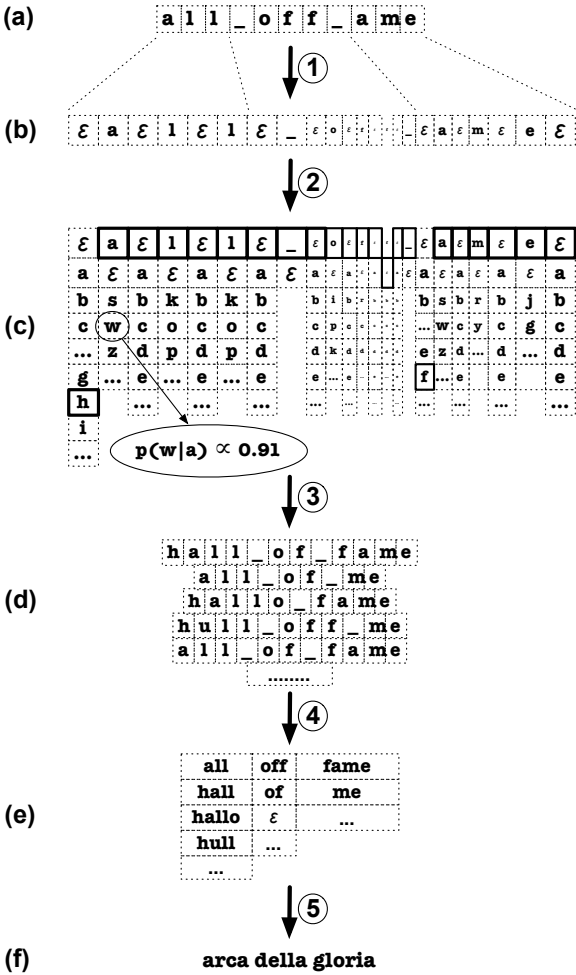 (a) a l l _ o f f _ a m e
1
(b) ε a ε l ε l ε _ ε o ε f _ ε a ε m ε e ε
2
(c) ε a ε l ε l ε _ ε o ε f _ ε a ε m ε e ε
a ε a ε a ε a ε a ε a ε ε a ε a ε a ε a
b s b k b k b b i b r b s b r b j b
c w c o c o c c p c ... w c y c g c
... z d p d p d d k d e z d ... d ... d
g ... e ... e ... e e ... e f ... e e e
h ... ... ... ... ... ... ... ... ...
i
...
p(w|a) ∝ 0.91
3
h a l l _ o f _ f a m e
a l l _ o f _ m e
(d) h a l l o _ f a m e
h u l l _ o f f _ m e
a l l _ o f _ f a m e
........
4
all off fame
hall of me
(e) hallo ε ...
hull ...
...
5
(f) arca della gloria